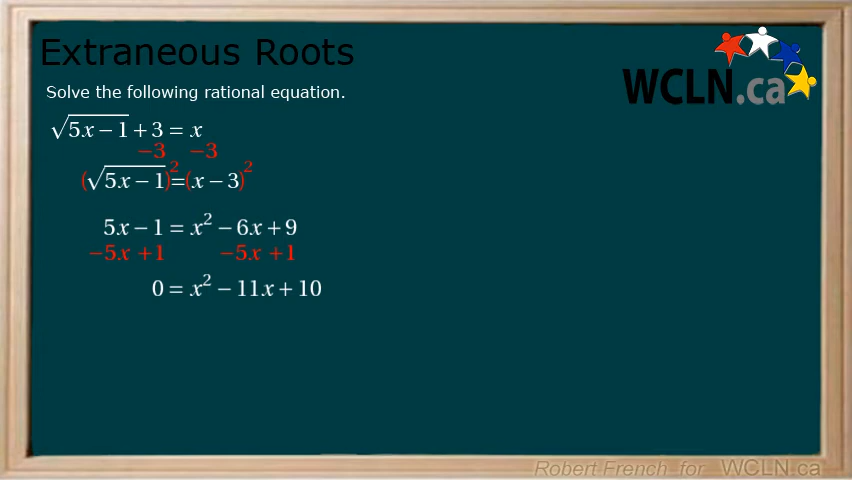 Extraneous Roots
WCLN.ca
Solve the following rational equation.
√5x − 1 + 3 = x
−3 −3
(√5x − 1)² = (x − 3)²
5x − 1 = x² − 6x + 9
−5x + 1 −5x + 1
0 = x² − 11x + 10
Robert French for WCLN.ca